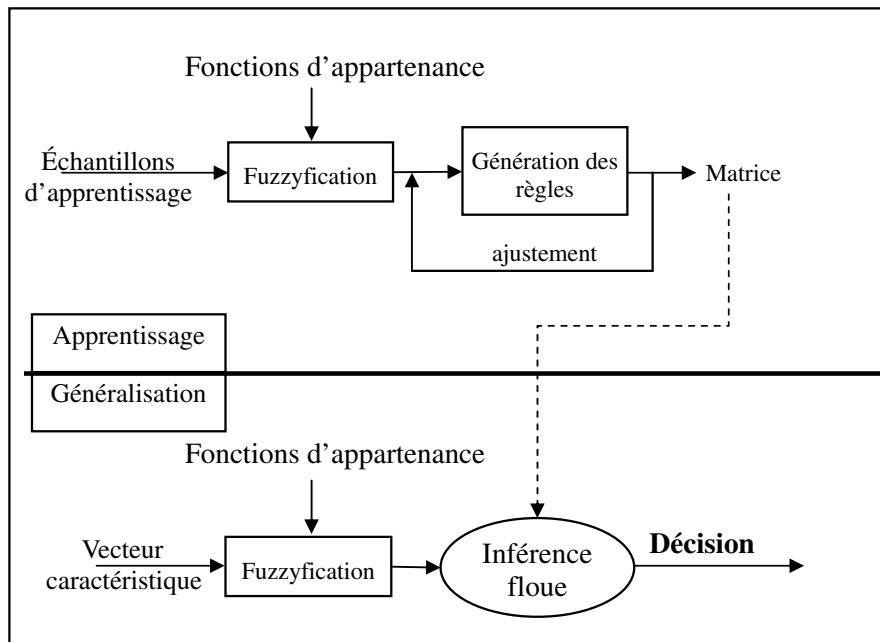 Fonctions d'appartenance
Échantillons
d'apprentissage
Fuzzyfication
Génération des
règles
Matrice
ajustement
Apprentissage
Généralisation
Fonctions d'appartenance
Vecteur
caractéristique
Fuzzyfication
Inférence
floue
Décision